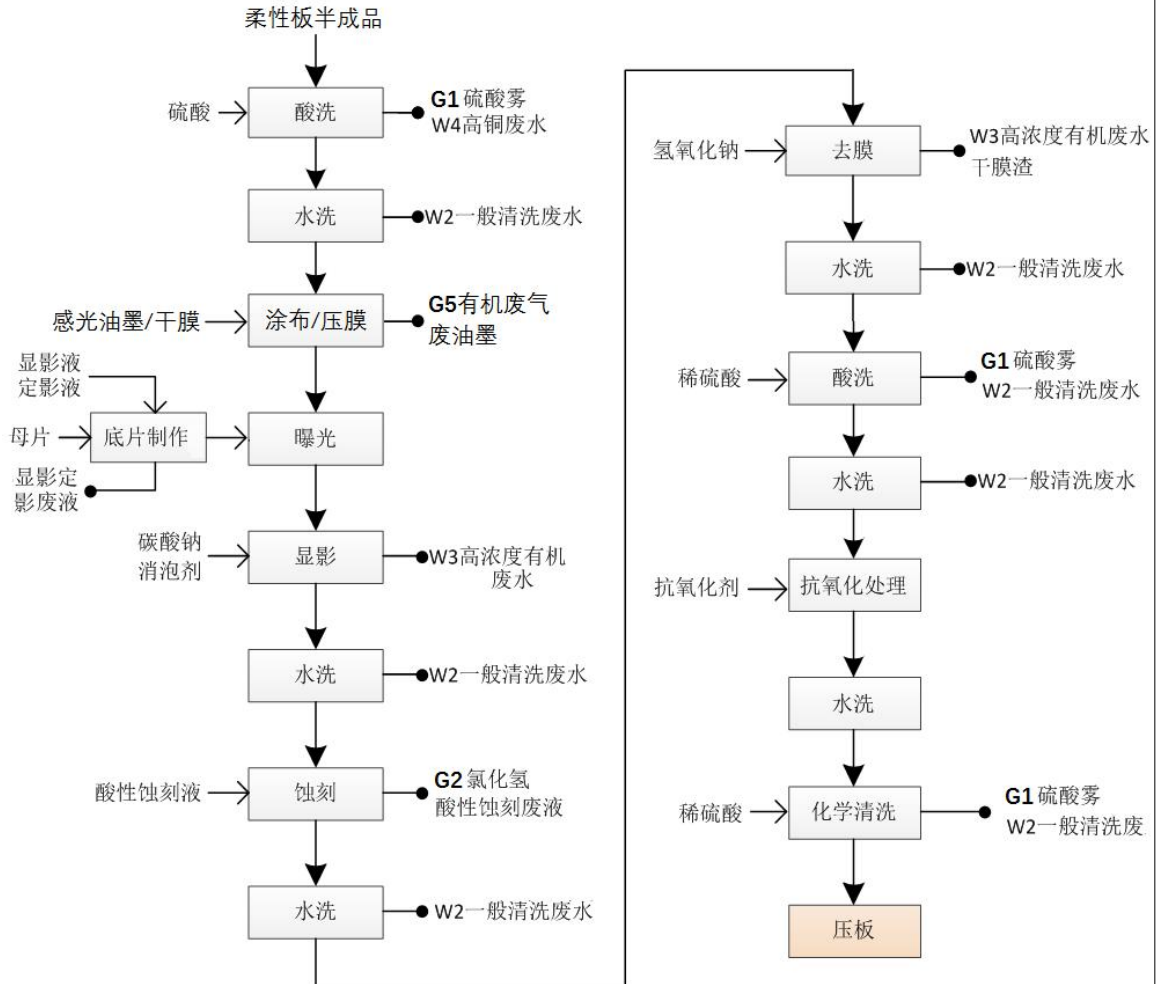 柔性板半成品
硫酸
酸洗
G1 硫酸雾
W4高铜废水
水洗
W2一般清洗废水
感光油墨/干膜
涂布/压膜
G5有机废气
废油墨
显影液
定影液
母片
底片制作
曝光
显影定
影废液
碳酸钠
消泡剂
显影
W3高浓度有机
废水
水洗
W2一般清洗废水
酸性蚀刻液
蚀刻
G2 氯化氢
酸性蚀刻废液
水洗
W2一般清洗废水
氢氧化钠
去膜
W3高浓度有机废水
干膜渣
水洗
W2一般清洗废水
稀硫酸
酸洗
G1 硫酸雾
W2一般清洗废水
水洗
W2一般清洗废水
抗氧化剂
抗氧化处理
水洗
稀硫酸
化学清洗
G1 硫酸雾
W2一般清洗废
压板